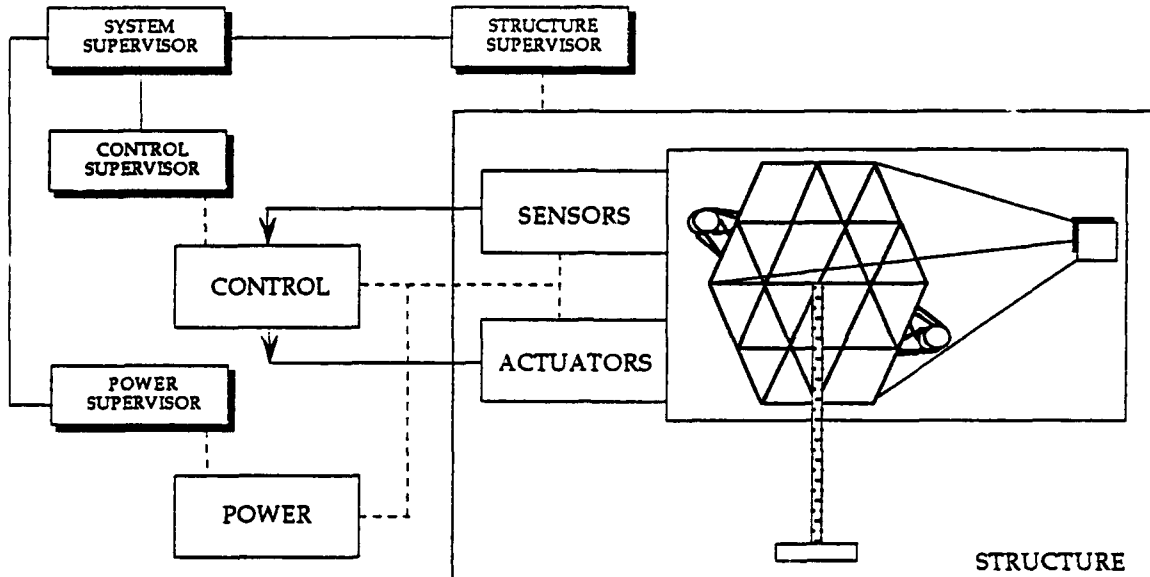 SYSTEM
SUPERVISOR
STRUCTURE
SUPERVISOR
CONTROL
SUPERVISOR
SENSORS
CONTROL
ACTUATORS
POWER
SUPERVISOR
POWER
STRUCTURE